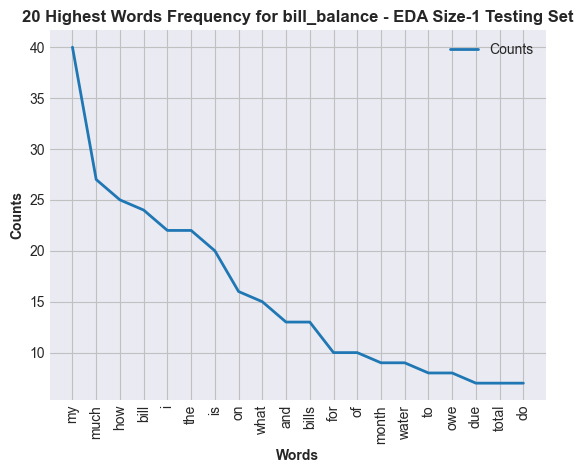 20 Highest Words Frequency for bill_balance - EDA Size-1 Testing Set
Counts
40
35
30
25
20
15
10
Counts
my
much
how
bill
i
the
is
on
what
and
bills
for
of
month
water
to
owe
due
total
do
Words